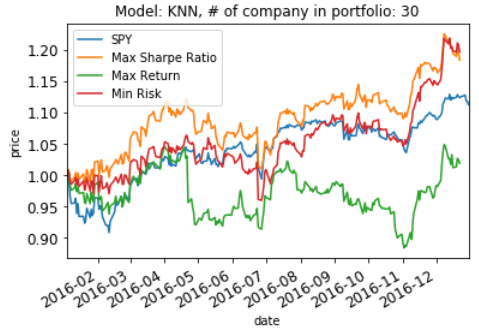 Model: KNN, # of company in portfolio: 30
SPY
Max Sharpe Ratio
Max Return
Min Risk
price
1.20
1.15
1.10
1.05
1.00
0.95
0.90
2016-02
2016-03
2016-04
2016-05
2016-06
2016-07
2016-08
2016-09
2016-10
2016-11
2016-12
date